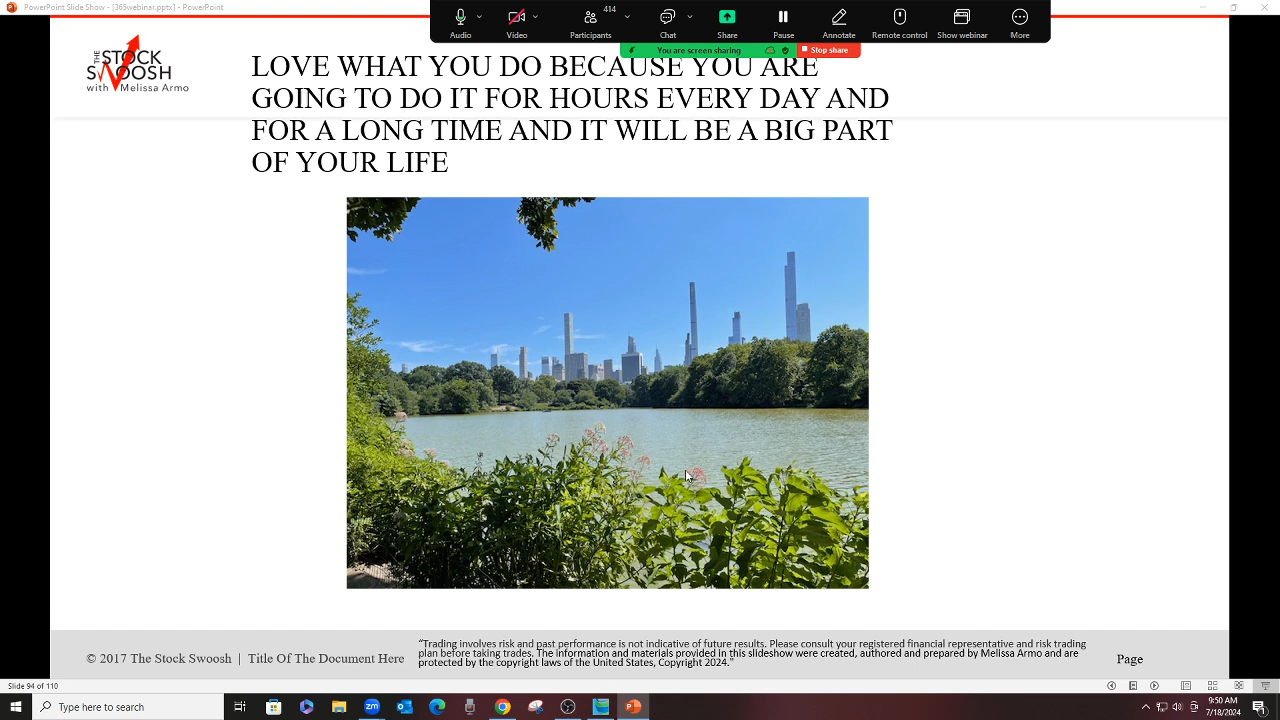 PowerPoint Slide Show - [365webinar.pptx] - PowerPoint
414
Audio
Video
Participants
Chat
Share
Pause
Annotate
Remote control
Show webinar
More
You are screen sharing
Stop share
THE
STOCK
SWOOSH
with Melissa Armo
LOVE WHAT YOU DO BECAUSE YOU ARE
GOING TO DO IT FOR HOURS EVERY DAY AND
FOR A LONG TIME AND IT WILL BE A BIG PART
OF YOUR LIFE
© 2017 The Stock Swoosh | Title Of The Document Here
“Trading involves risk and past performance is not indicative of future results. Please consult your registered financial representative and risk trading
plan before taking trades. The information and materials provided in this slideshow were created, authored and prepared by Melissa Armo and are
protected by the copyright laws of the United States, Copyright 2024."
Page
Slide 94 of 110
Type here to search
9:50 AM
7/18/2024